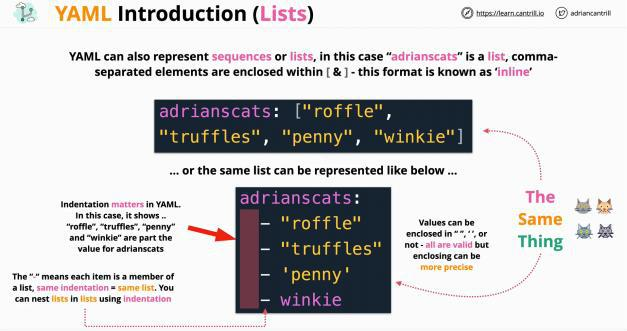 YAML Introduction (Lists)
https://learn.cantrill.io
adriancantrill
YAML can also represent sequences or lists, in this case “adrianscats” is a list, comma-
separated elements are enclosed within [ & ] - this format is known as ‘inline’
adrianscats: ["roffle",
"truffles", "penny", "winkie"]
... or the same list can be represented like below ...
Indentation matters in YAML.
In this case, it shows ..
“roffle”, “truffles”, “penny”
and “winkie” are part the
value for adrianscats
The “-” means each item is a member of
a list, same indentation = same list. You
can nest lists in lists using indentation
adrianscats:
- "roffle"
- "truffles"
- 'penny'
- winkie
Values can be
enclosed in “ ”, ‘ ’, or
not - all are valid but
enclosing can be
more precise
The
Same
Thing